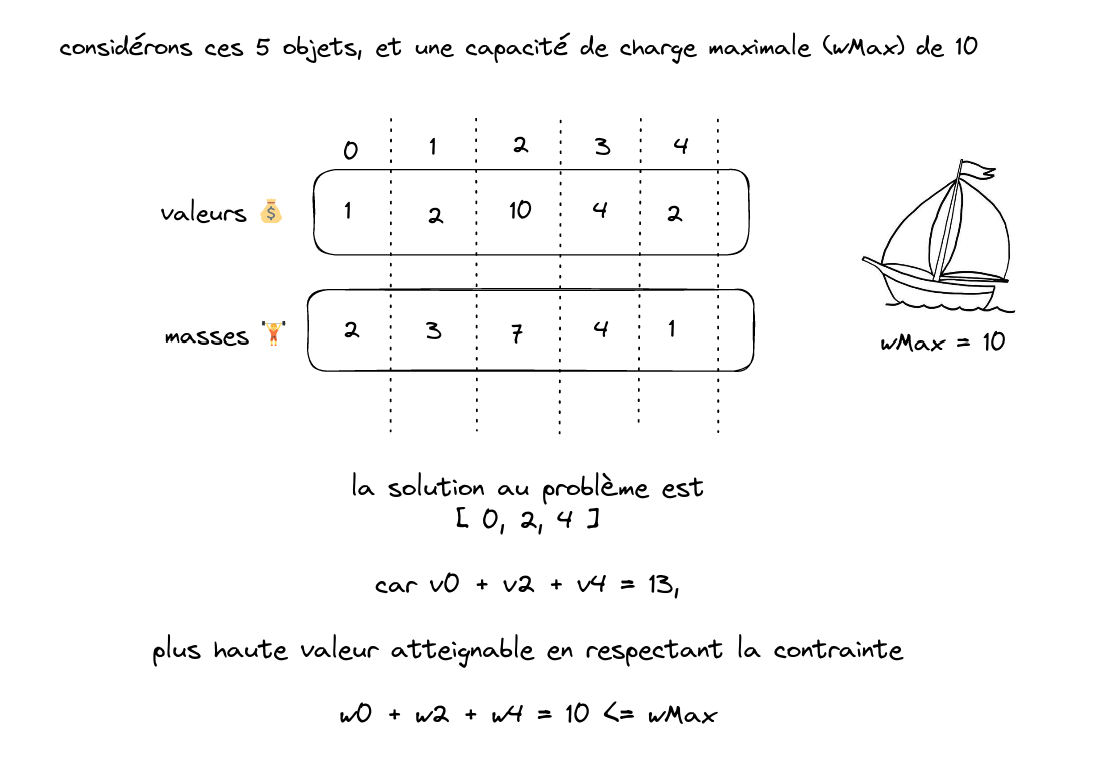 considérons ces 5 objets, et une capacité de charge maximale (wMax) de 10
0 1 2 3 4
valeurs 1 2 10 4 2
masses 2 3 7 4 1
wMax = 10
la solution au problème est
[ 0, 2, 4 ]
car v0 + v2 + v4 = 13,
plus haute valeur atteignable en respectant la contrainte
w0 + w2 + w4 = 10 <= wMax